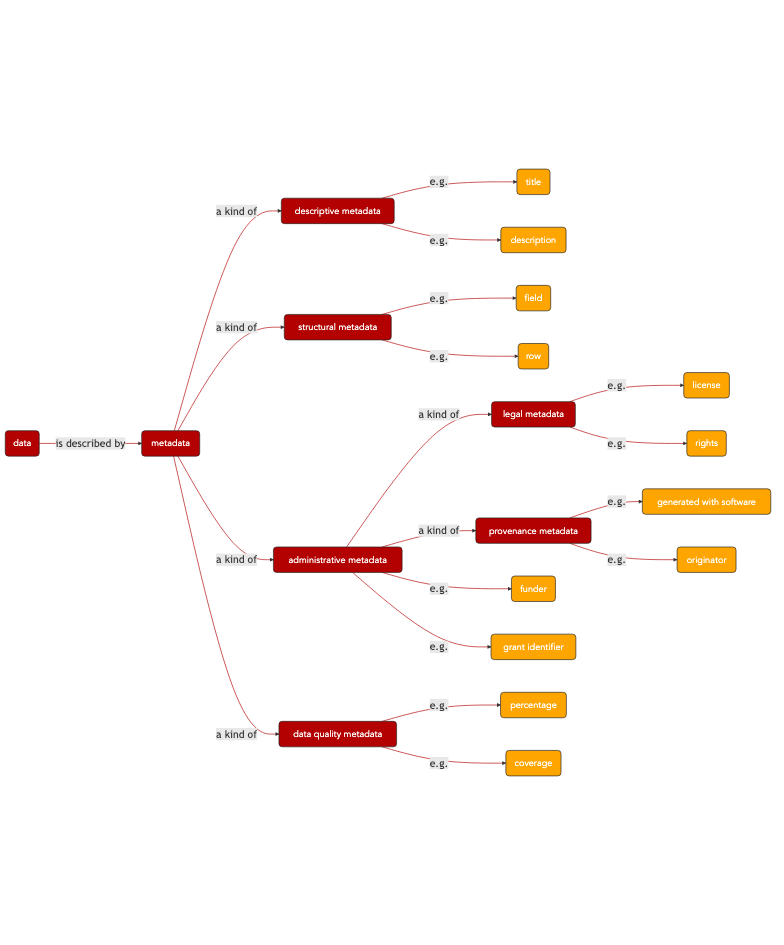 e.g.
title
a kind of
descriptive metadata
e.g.
description
e.g.
field
a kind of
structural metadata
e.g.
row
e.g.
license
a kind of
legal metadata
data
is described by
metadata
e.g.
rights
e.g.
generated with software
a kind of
provenance metadata
a kind of
administrative metadata
e.g.
originator
e.g.
funder
e.g.
grant identifier
e.g.
percentage
a kind of
data quality metadata
e.g.
coverage